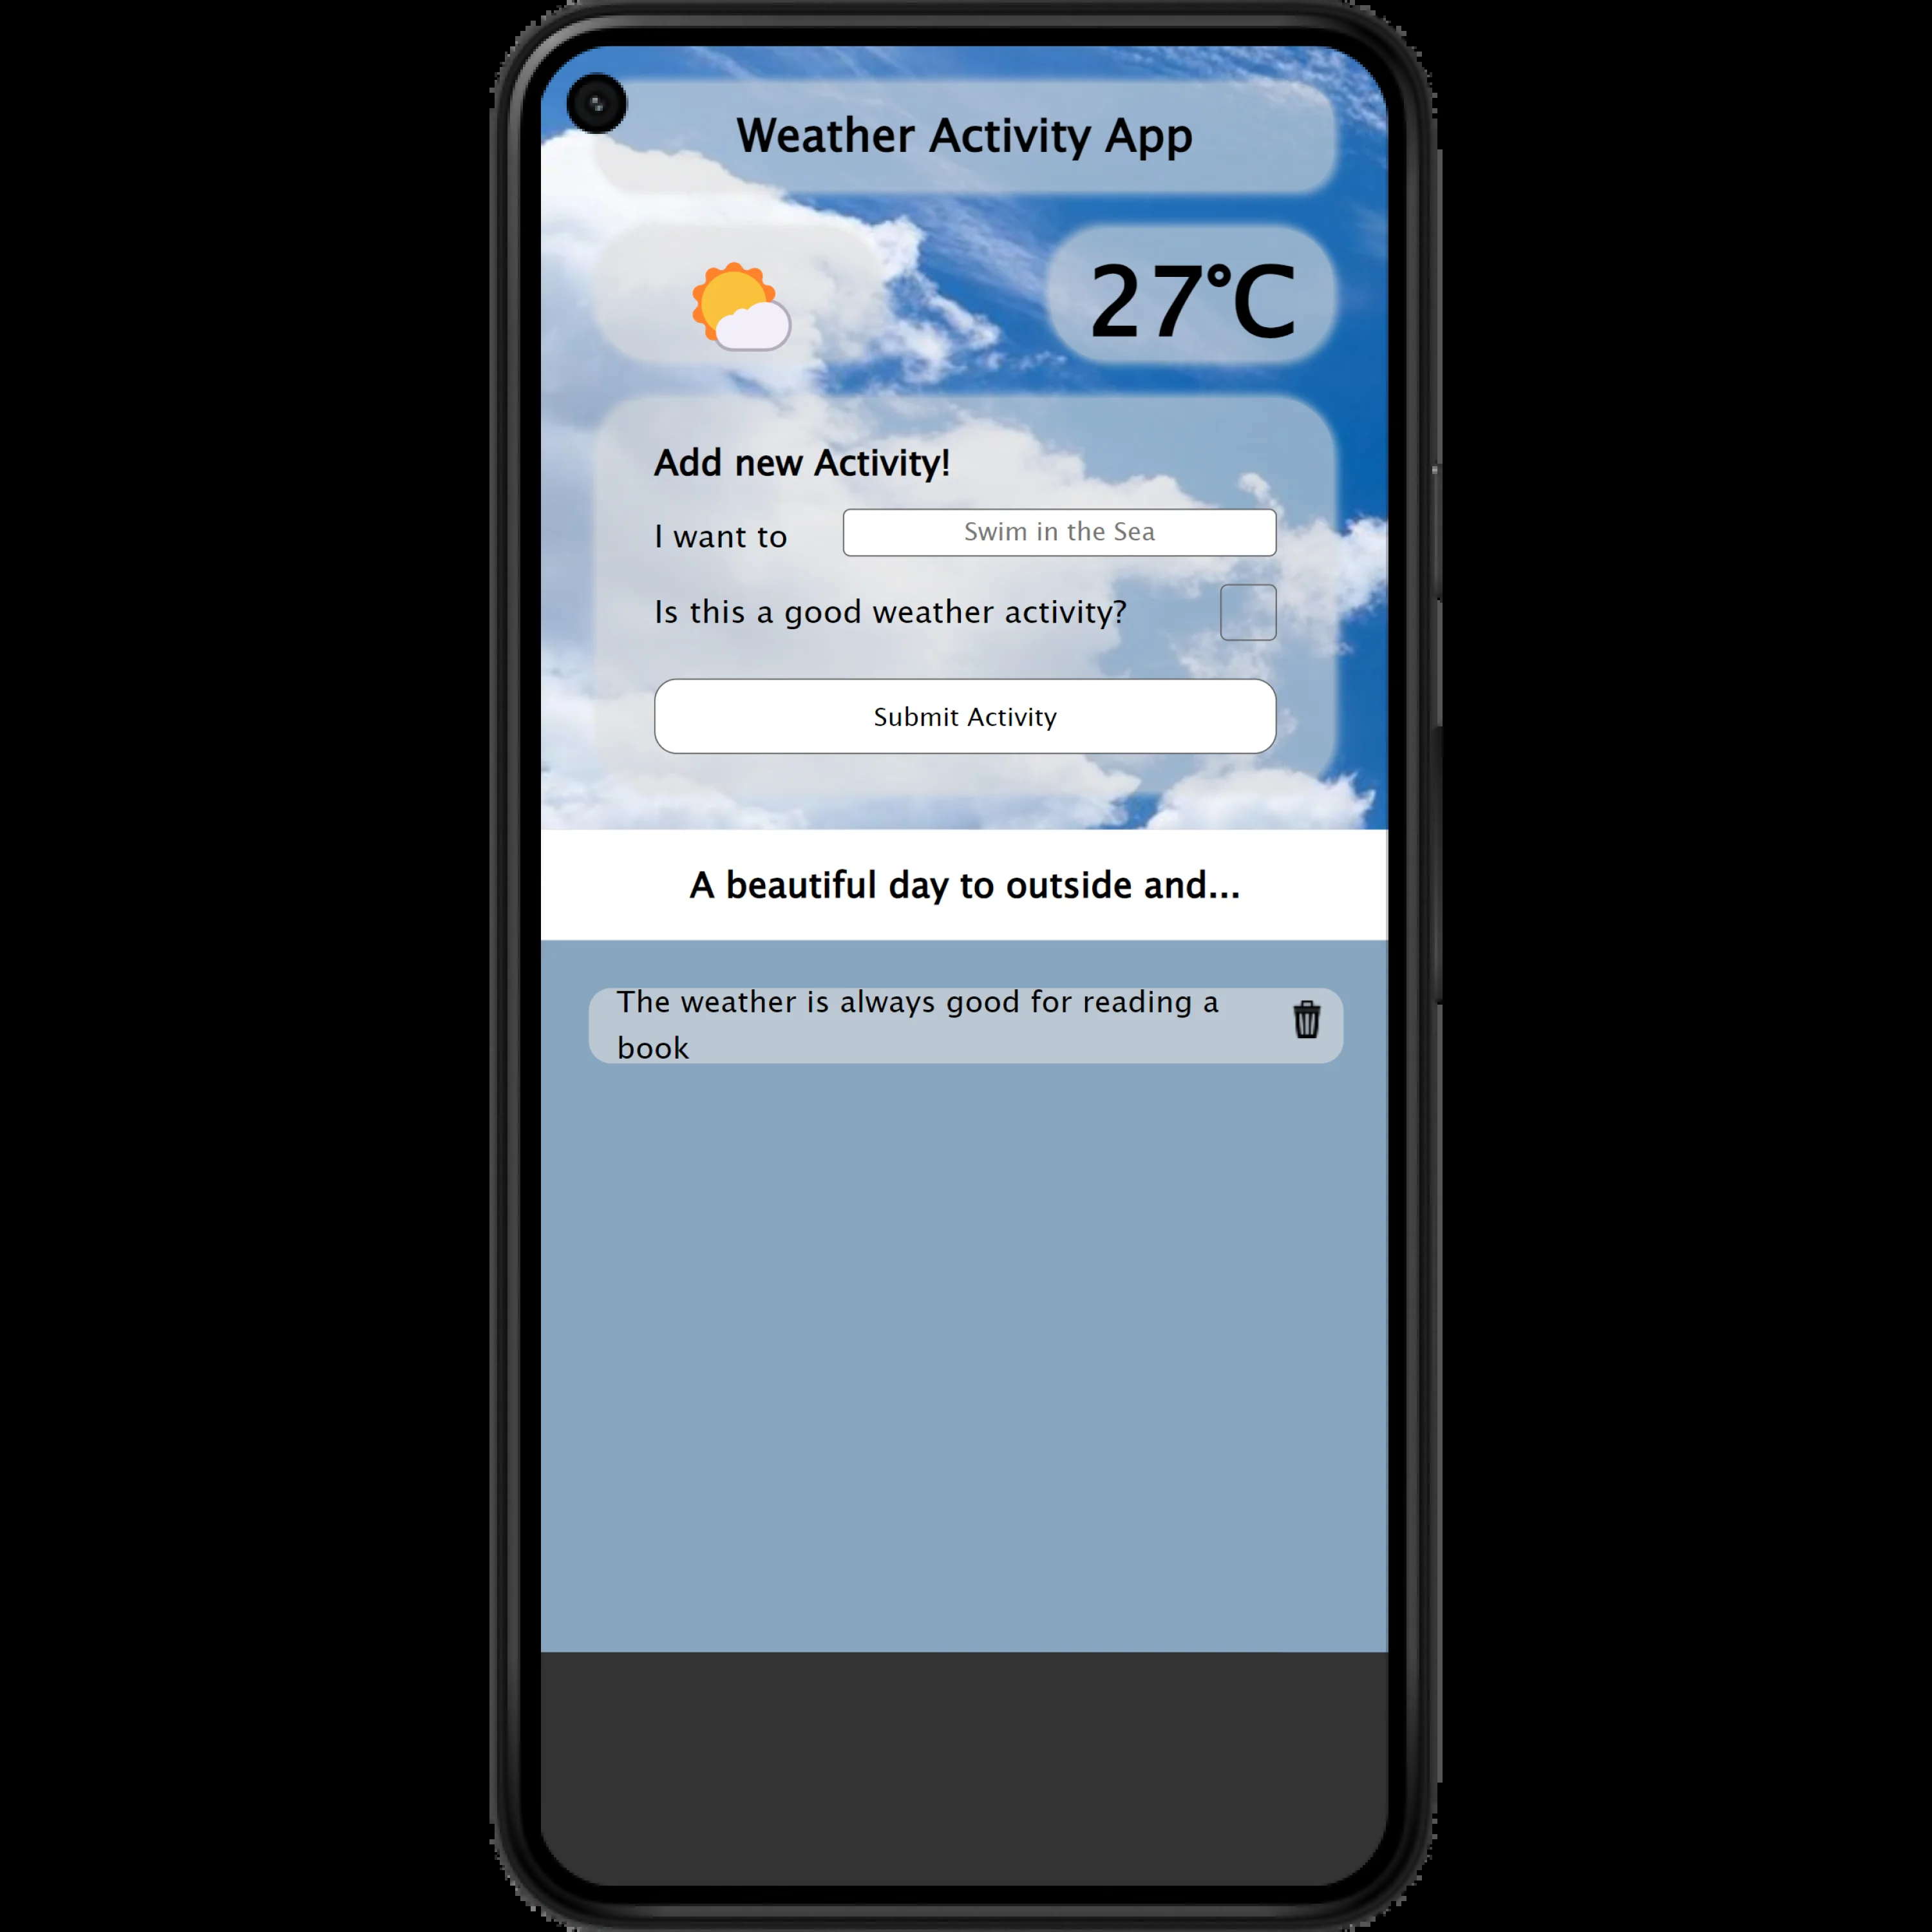 Weather Activity App
27°C
Add new Activity!
I want to
Swim in the Sea
Is this a good weather activity?
Submit Activity
A beautiful day to outside and...
The weather is always good for reading a
book